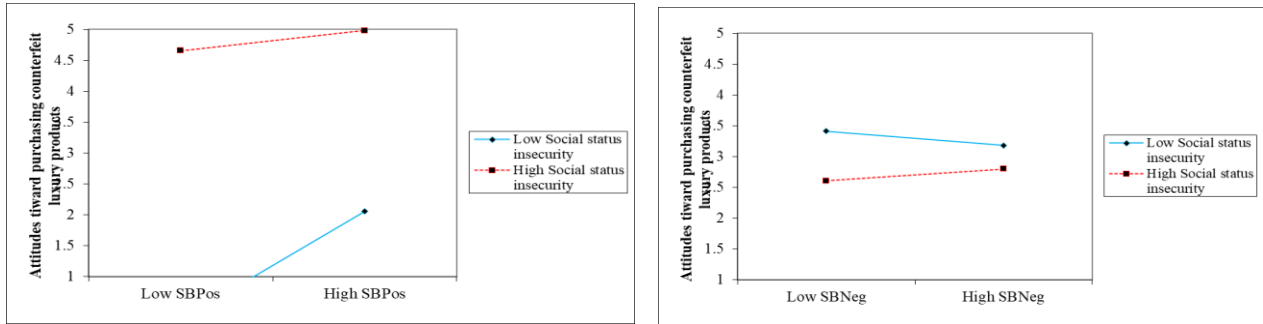 Attitudes tiward purchasing counterfeit
luxury products
5
4.5
4
3.5
3
2.5
2
1.5
1
Low SBPos
High SBPos
Low Social status
insecurity
High Social status
insecurity
Attitudes tiward purchasing counterfeit
luxury products
5
4.5
4
.5
3
.5
2
1.5
1
Low SBNeg
High SBNeg
Low Social status
insecurity
High Social status
insecurity